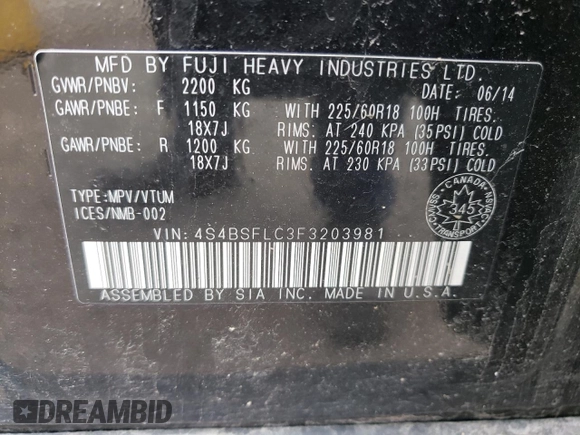 MFD BY FUJI HEAVY INDUSTRIES LTD.
GVWR/PNBV: 2200 KG DATE: 06/14
GAWR/PNBE: F 1150 KG WITH 225/60R18 100H TIRES.
18X7J RIMS. AT 240 KPA (35PSI) COLD
GAWR/PNBE: R 1200 KG WITH 225/60R18 100H TIRES.
18X7J RIMS. AT 230 KPA (33PSI) COLD
TYPE:MPV/VTUM
ICES/NMB-002
CANADA
345
VIN:4S4BSFLC3F3203981
ASSEMBLED BY SIA INC. MADE IN U.S.A.
DREAMBID